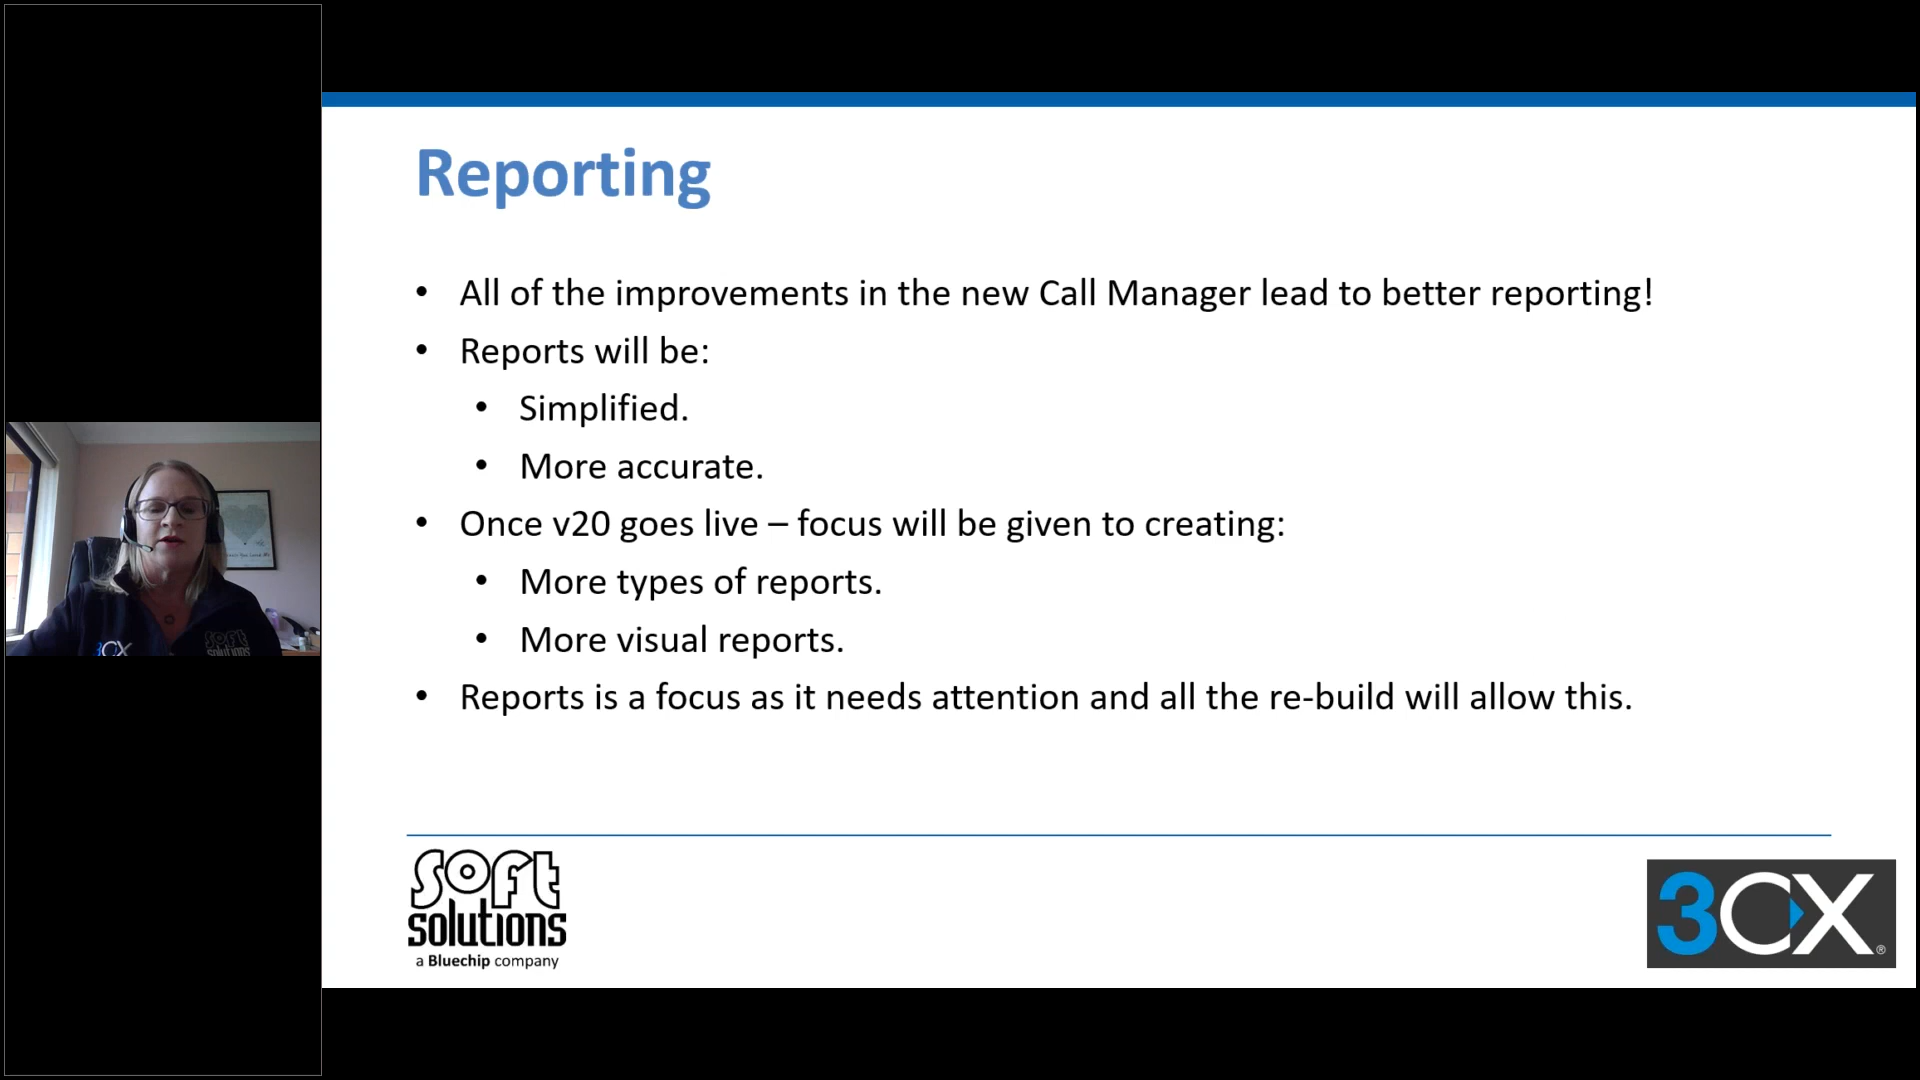 Reporting
• All of the improvements in the new Call Manager lead to better reporting!
• Reports will be:
• Simplified.
• More accurate.
• Once v20 goes live – focus will be given to creating:
• More types of reports.
• More visual reports.
• Reports is a focus as it needs attention and all the re-build will allow this.
soft
solutions
a Bluechip company
3CX®
3CX
soft
solutions